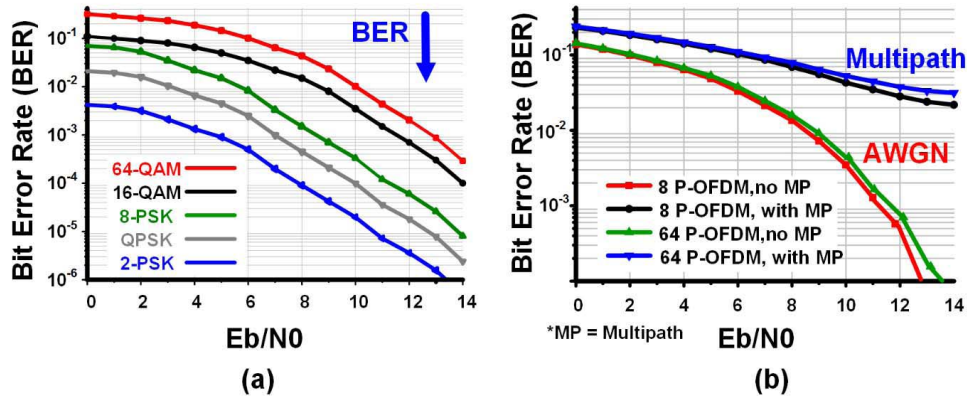 Bit Error Rate (BER)
10^-1
10^-2
10^-3
10^-4
10^-5
10^-6
BER
64-QAM
16-QAM
8-PSK
QPSK
2-PSK
0 2 4 6 8 10 12 14
Eb/N0
(a)
Bit Error Rate (BER)
10^-1
10^-2
10^-3
Multipath
AWGN
8 P-OFDM,no MP
8 P-OFDM, with MP
64 P-OFDM,no MP
64 P-OFDM, with MP
0 2 4 6 8 10 12 14
*MP = Multipath
Eb/N0
(b)